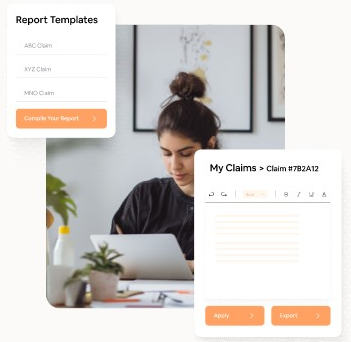 Report Templates
ABC Claim
XYZ Claim
MNO Claim
Compile Your Report
My Claims > Claim #7B2A12
B I U A
Apply
Export